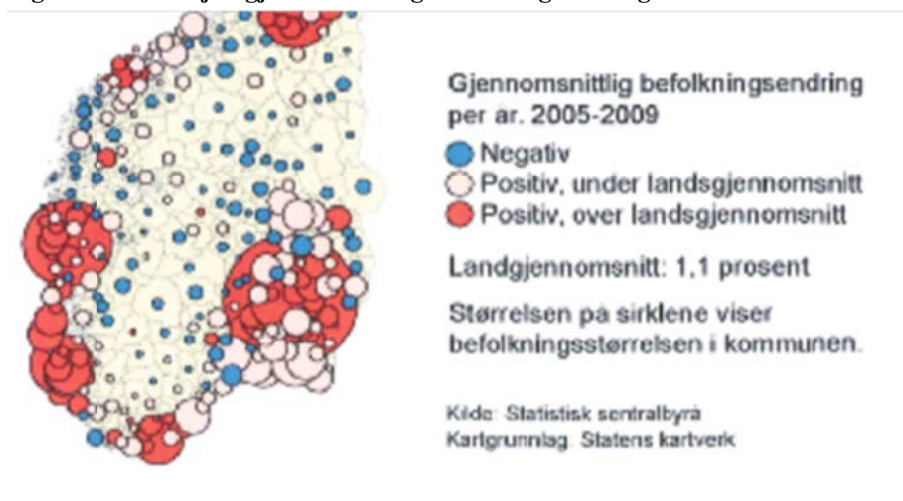 Gjennomsnittlig befolkningsendring
per ar. 2005-2009
Negativ
Positiv, under landsgjennomsnitt
Positiv, over landsgjennomsnitt
Landgjennomsnitt: 1,1 prosent
Størrelsen på sirklene viser
befolkningsstørrelsen i kommunen.
Kilde: Statistisk sentralbyrå
Kartgrunnlag: Statens kartverk